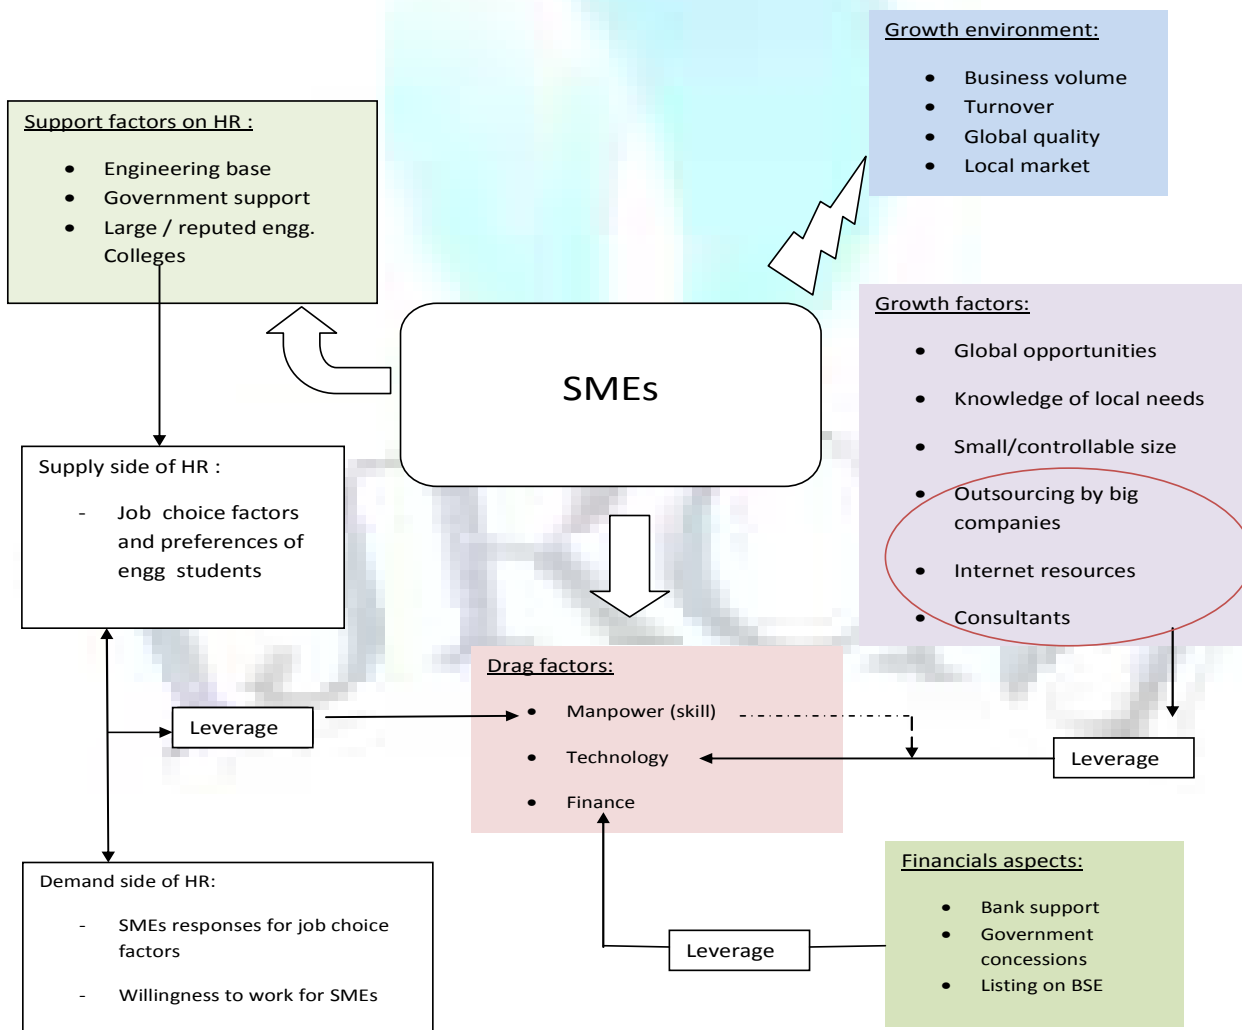 Growth environment:
• Business volume
• Turnover
• Global quality
• Local market
Support factors on HR :
• Engineering base
• Government support
• Large / reputed engg.
Colleges
SMEs
Growth factors:
• Global opportunities
• Knowledge of local needs
• Small/controllable size
• Outsourcing by big
companies
• Internet resources
• Consultants
Supply side of HR :
- Job choice factors
and preferences of
engg students
Drag factors:
• Manpower (skill)
• Technology
• Finance
Leverage
Leverage
Demand side of HR:
- SMEs responses for job choice
factors
- Willingness to work for SMEs
Leverage
Financials aspects:
• Bank support
• Government
concessions
• Listing on BSE